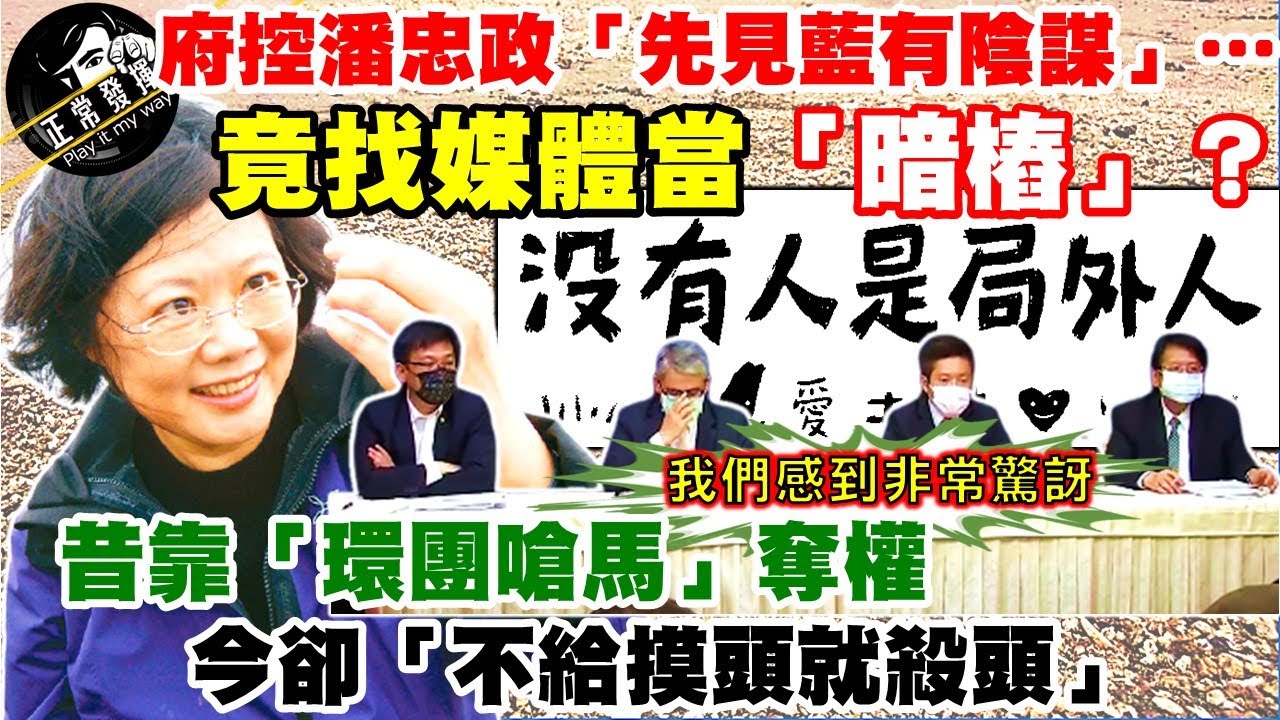 府控潘忠政「先見藍有陰謀」…
正常發揮
Play it my way
竟找媒體當「暗樁」?
没有人是局外人
愛
我們感到非常驚訝
昔靠「環團嗆馬」奪權
今卻「不給摸頭就殺頭」